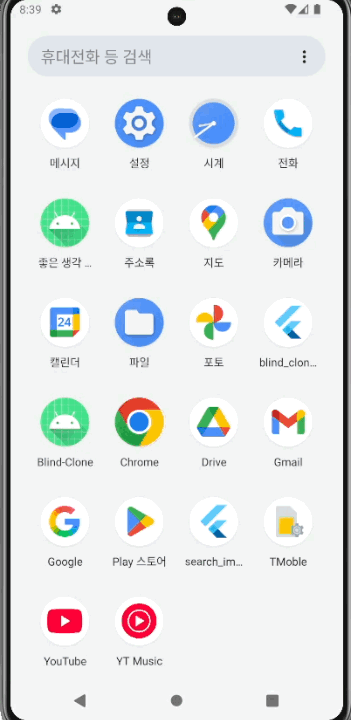 8:39
휴대전화 등 검색
메시지
설정
시계
전화
좋은 생각 ...
주소록
지도
카메라
24
캘린더
파일
포토
blind_clon...
Blind-Clone
Chrome
Drive
Gmail
Google
Play 스토어
search_im...
TMoble
YouTube
YT Music